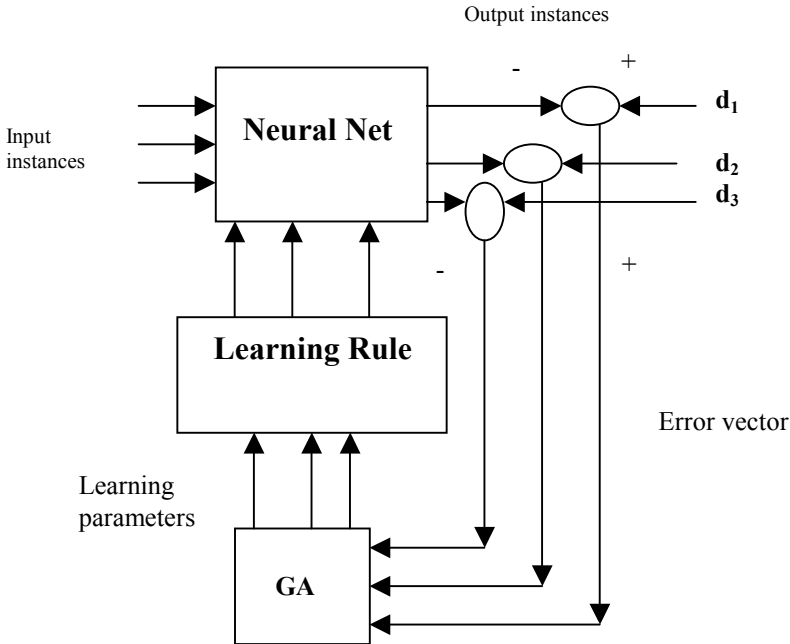 Output instances
- +
d₁
Neural Net
Input
instances
d₂
d₃
- +
Learning Rule
Error vector
Learning
parameters
GA